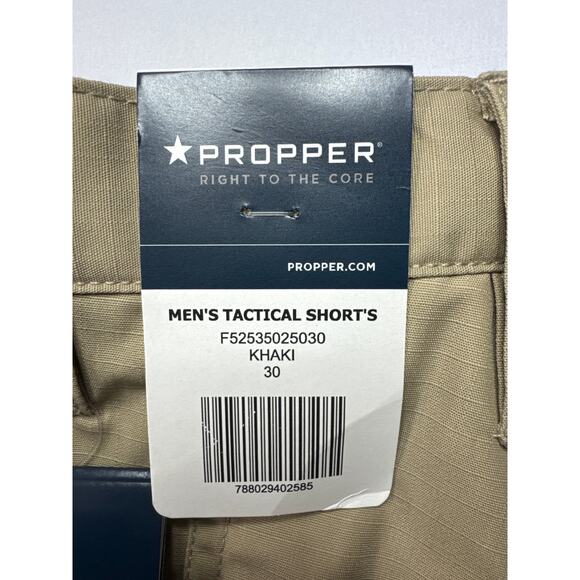 PROPPER®
RIGHT TO THE CORE
PROPPER.COM
MEN'S TACTICAL SHORT'S
F52535025030
KHAKI
30
788029402585